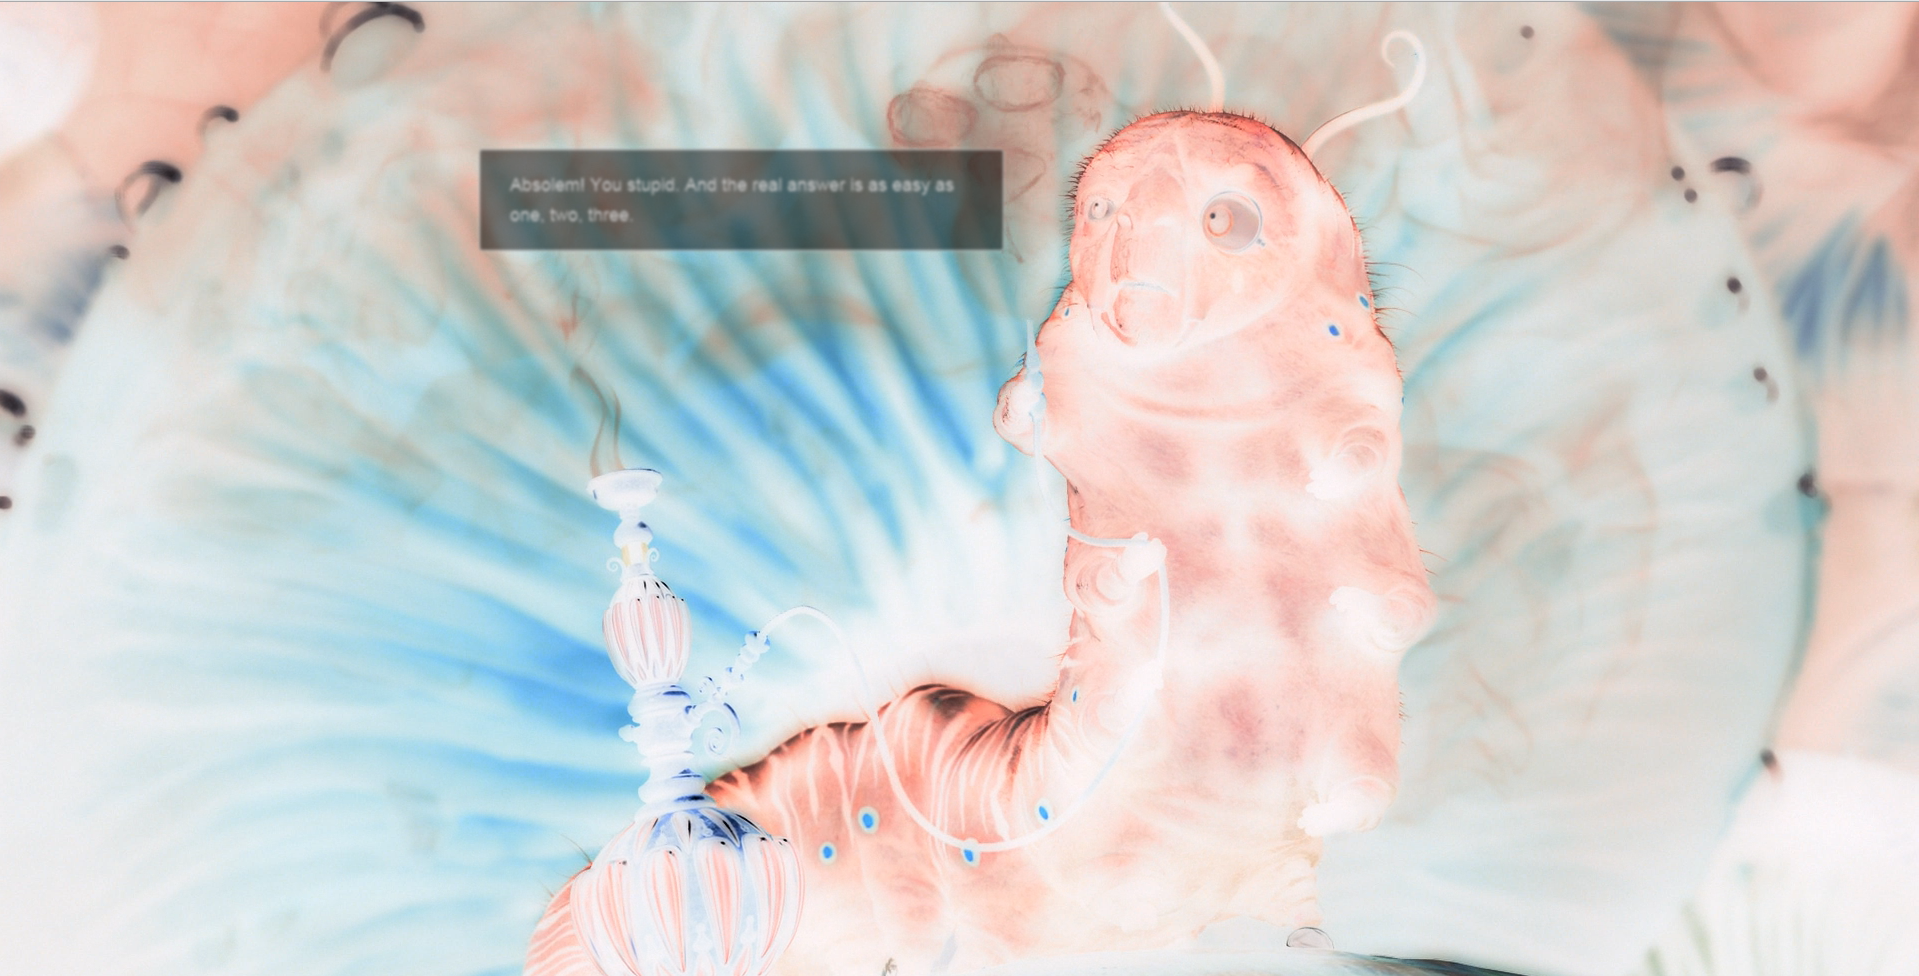 Absolem! You stupid. And the real answer is as easy as
one, two, three.